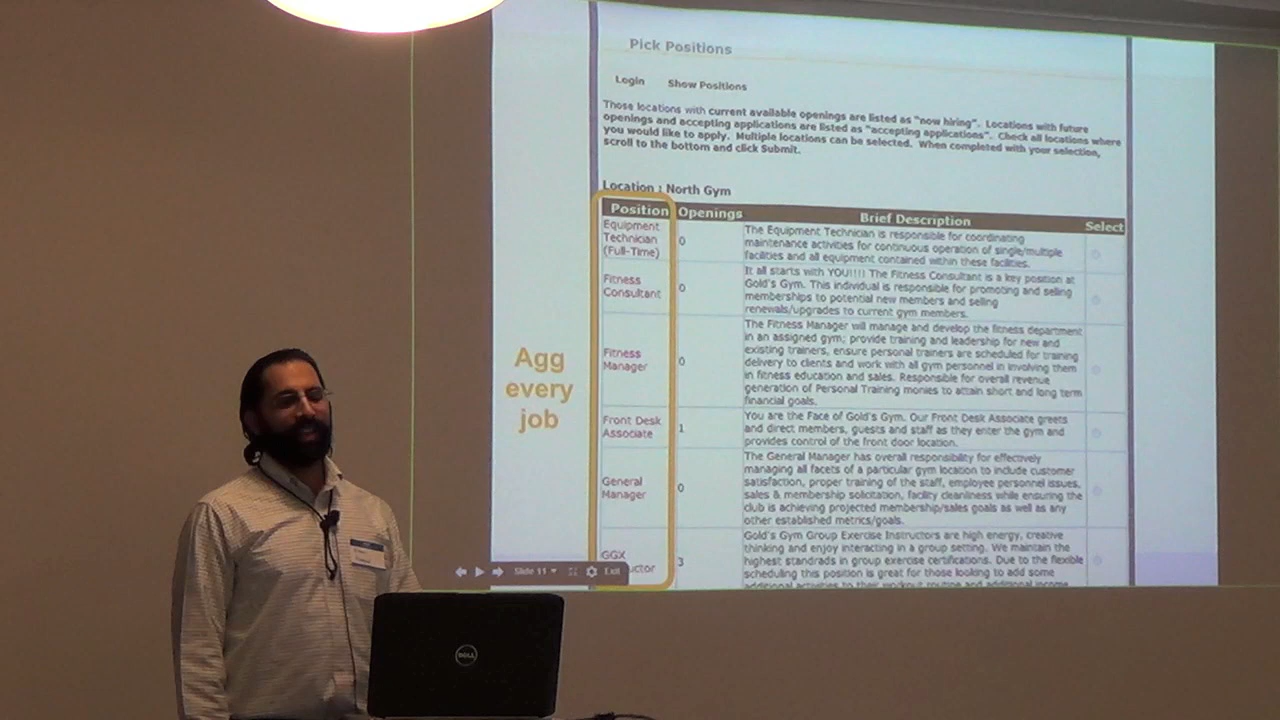 Pick Positions
Login Show Positions
Those locations with current available openings are listed as "now hiring". Locations with future
openings and accepting applications are listed as "accepting applications". Check all locations where
you would like to apply. Multiple locations can be selected. When completed with your selection,
scroll to the bottom and click Submit.
Location : North Gym
Position Openings Brief Description Select
Equipment
Technician
(Full-Time)
0
The Equipment Technician is responsible for coordinating
maintenance activities for continuous operation of single/multiple
facilities and all equipment contained within these facilities.
Fitness
Consultant
0
It all starts with YOU!!!! The Fitness Consultant is a key position at
Gold's Gym. This individual is responsible for promoting and selling
memberships to potential new members and selling
renewals/upgrades to current gym members.
Agg
every
job
Fitness
Manager
0
The Fitness Manager will manage and develop the fitness department
in an assigned gym; provide training and leadership for new and
existing trainers, ensure personal trainers are scheduled for training
delivery to clients and work with all gym personnel in involving them
in fitness education and sales. Responsible for overall revenue
generation of Personal Training monies to attain short and long term
financial goals.
Front Desk
Associate
1
You are the Face of Gold's Gym. Our Front Desk Associate greets
and direct members, guests and staff as they enter the gym and
provides control of the front door location.
General
Manager
0
The General Manager has overall responsibility for effectively
managing all facets of a particular gym location to include customer
satisfaction, proper training of the staff, employee personnel issues,
sales & membership solicitation, facility cleanliness while ensuring the
club is achieving projected membership/sales goals as well as any
other established metrics/goals.
GGX
uctor
3
Gold's Gym Group Exercise Instructors are high energy, creative
thinking and enjoy interacting in a group setting. We maintain the
highest standrads in group exercise certifications. Due to the flexible
scheduling this position is great for those looking to add some
additional activities to their workout routine and additional income
Slide 11 Exit
DELL